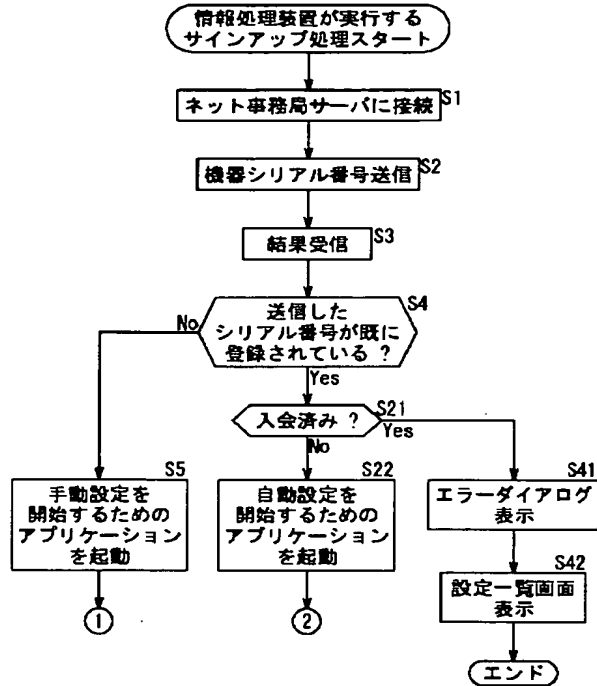 情報処理装置が実行する
サインアップ処理スタート
S1
ネット事務局サーバに接続
S2
機器シリアル番号送信
S3
結果受信
S4
送信した
シリアル番号が既に
登録されている ?
No
Yes
S21
入会済み ?
Yes
No
S5
手動設定を
開始するための
アプリケーション
を起動
S22
自動設定を
開始するための
アプリケーション
を起動
S41
エラーダイアログ
表示
S42
設定一覧画面
表示
1
2
エンド